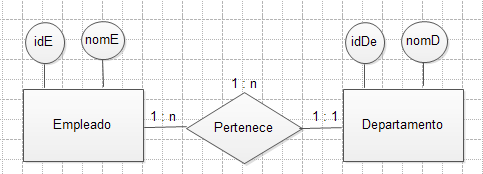 idE
nomE
idDe
nomD
1 : n
Empleado
1 : n
Pertenece
1 : 1
Departamento